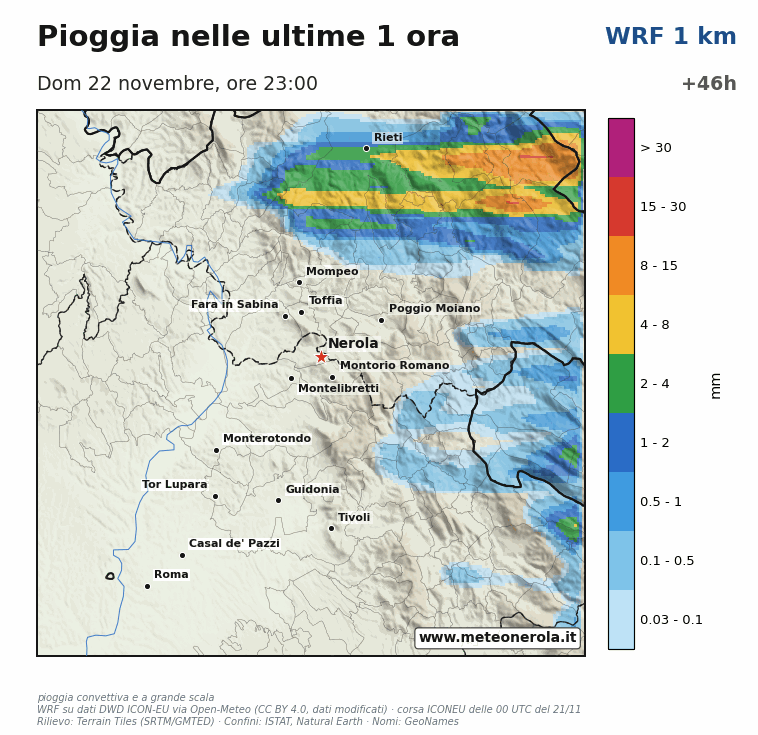 Pioggia nelle ultime 1 ora
WRF 1 km
Dom 22 novembre, ore 23:00
+46h
Rieti
Mompeo
Fara in Sabina
Toffia
Poggio Moiano
Nerola
Montorio Romano
Montelibretti
Monterotondo
Tor Lupara
Guidonia
Tivoli
Casal de' Pazzi
Roma
www.meteonerola.it
> 30
15 - 30
8 - 15
4 - 8
2 - 4
1 - 2
0.5 - 1
0.1 - 0.5
0.03 - 0.1
mm
pioggia convettiva e a grande scala
WRF su dati DWD ICON-EU via Open-Meteo (CC BY 4.0, dati modificati) · corsa ICONEU delle 00 UTC del 21/11
Rilievo: Terrain Tiles (SRTM/GMTED) · Confini: ISTAT, Natural Earth · Nomi: GeoNames